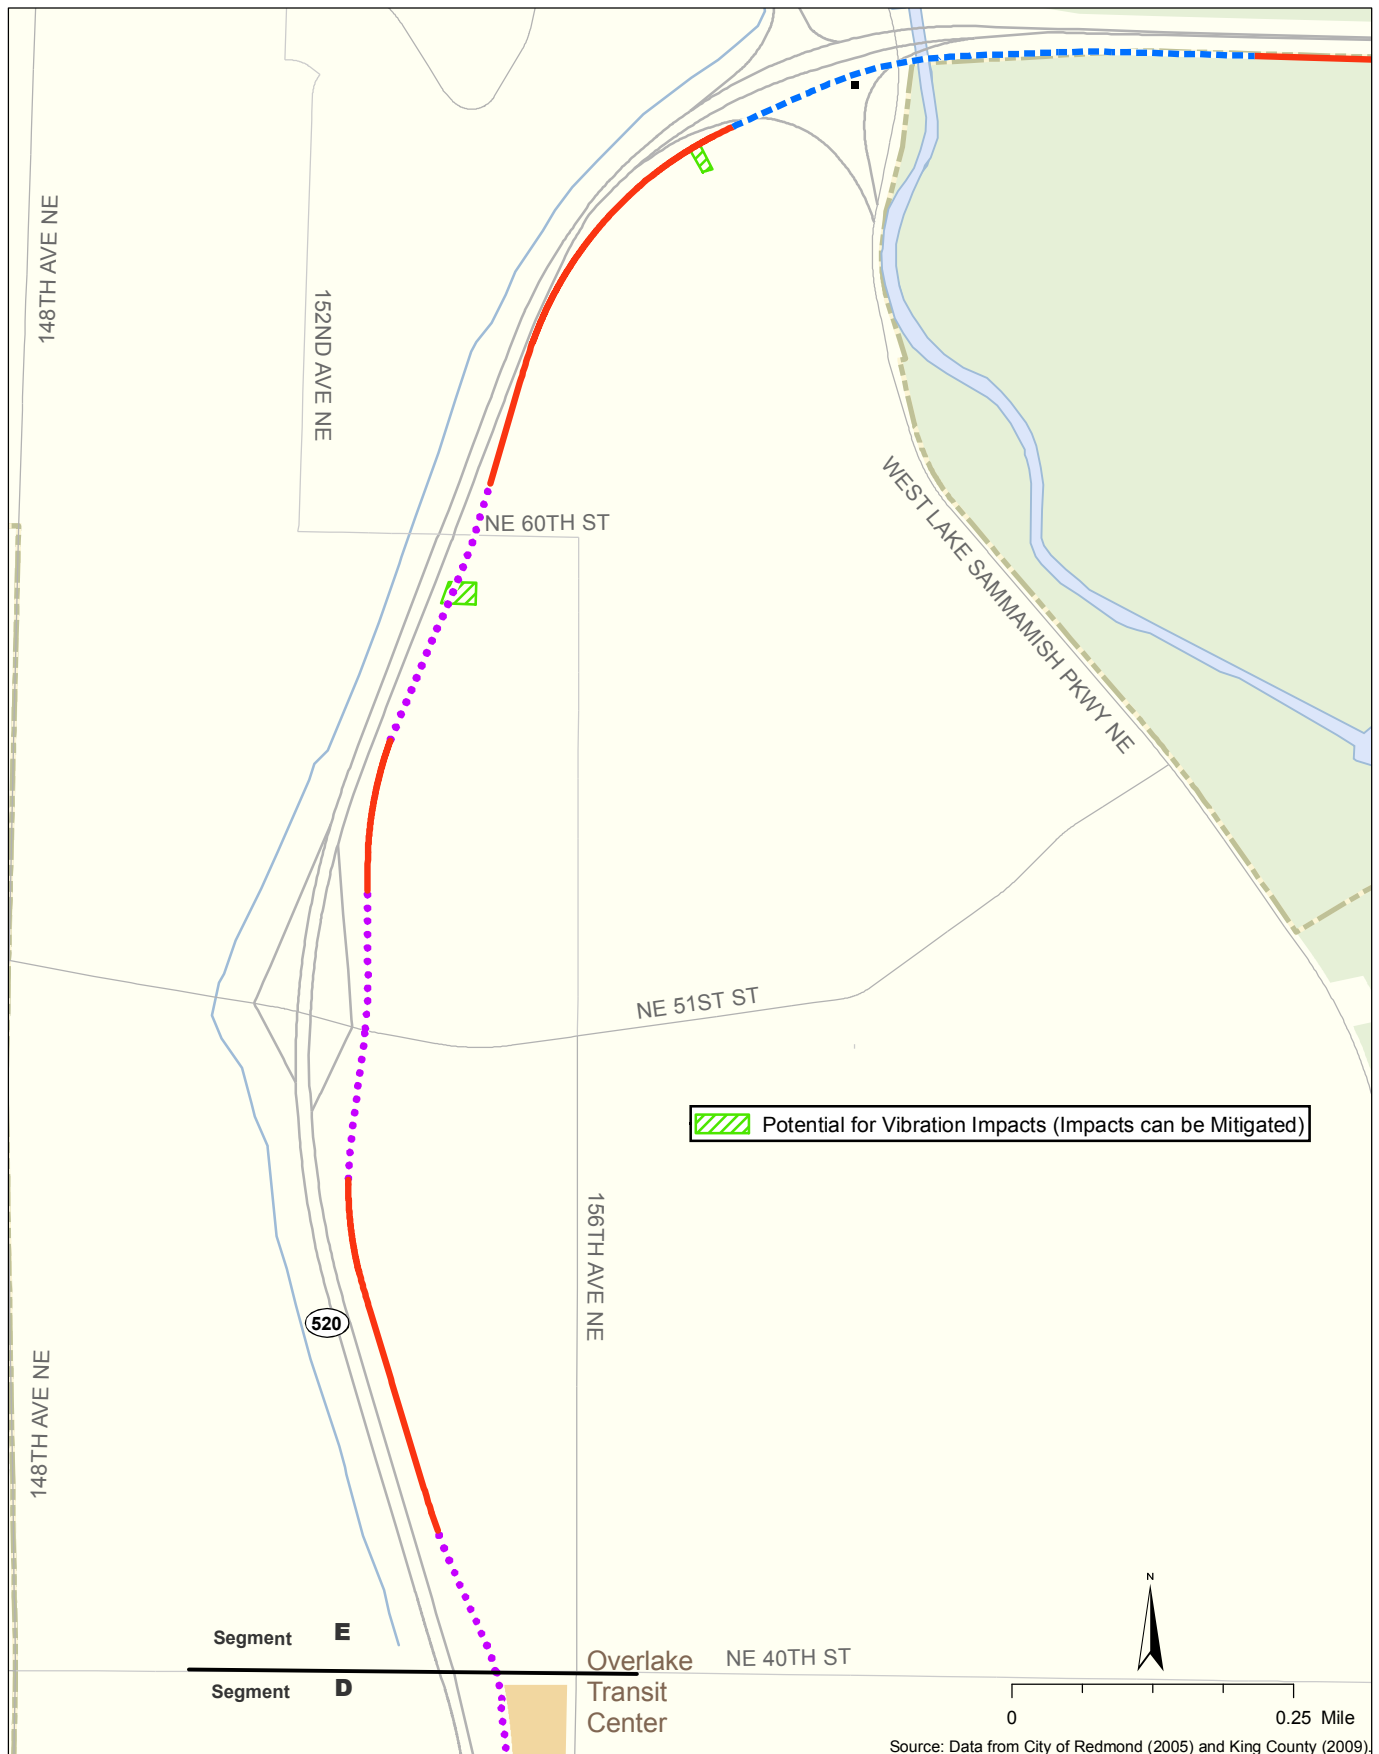 148TH AVE NE
152ND AVE NE
NE 60TH ST
WEST LAKE SAMMAMISH PKWY NE
NE 51ST ST
Potential for Vibration Impacts (Impacts can be Mitigated)
156TH AVE NE
520
148TH AVE NE
N
Segment E
Segment D
Overlake
Transit
Center
NE 40TH ST
0 0.25 Mile
Source: Data from City of Redmond (2005) and King County (2009).